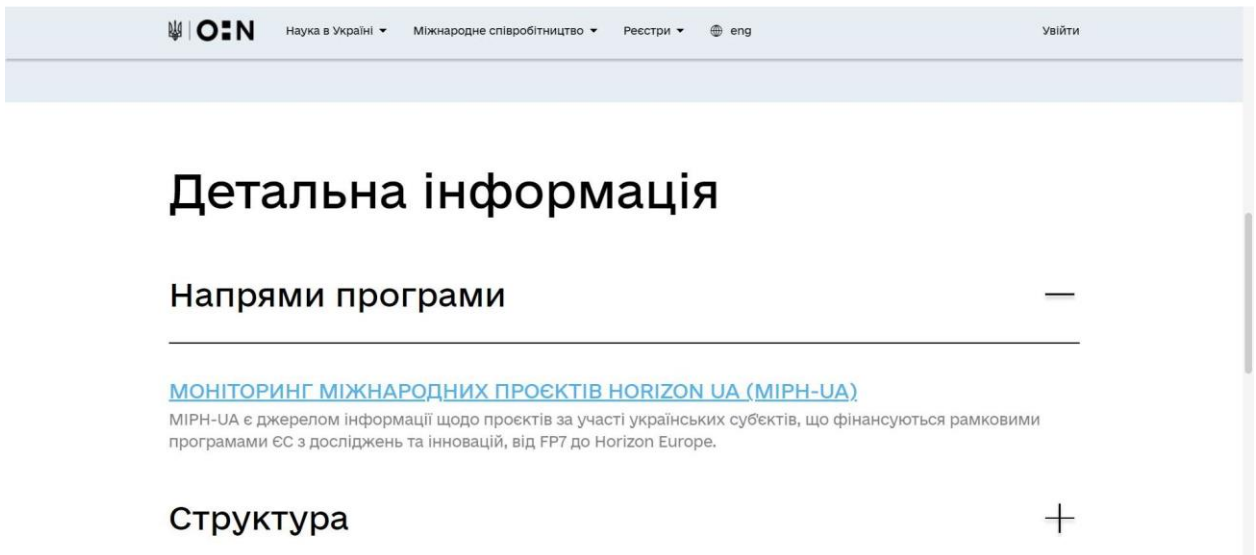 O:N Наука в Україні Міжнародне співробітництво Реєстри eng Увійти
Детальна інформація
Напрями програми
МОНІТОРИНГ МІЖНАРОДНИХ ПРОЄКТІВ HORIZON UA (MIPH-UA)
MIPH-UA є джерелом інформації щодо проєктів за участі українських суб'єктів, що фінансуються рамковими
програмами ЄС з досліджень та інновацій, від FP7 до Horizon Europe.
Структура